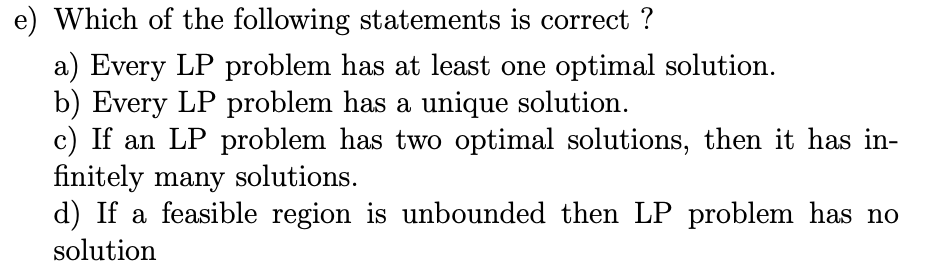 e) Which of the following statements is correct ?
a) Every LP problem has at least one optimal solution.
b) Every LP problem has a unique solution.
c) If an LP problem has two optimal solutions, then it has in-
finitely many solutions.
d) If a feasible region is unbounded then LP problem has no
solution